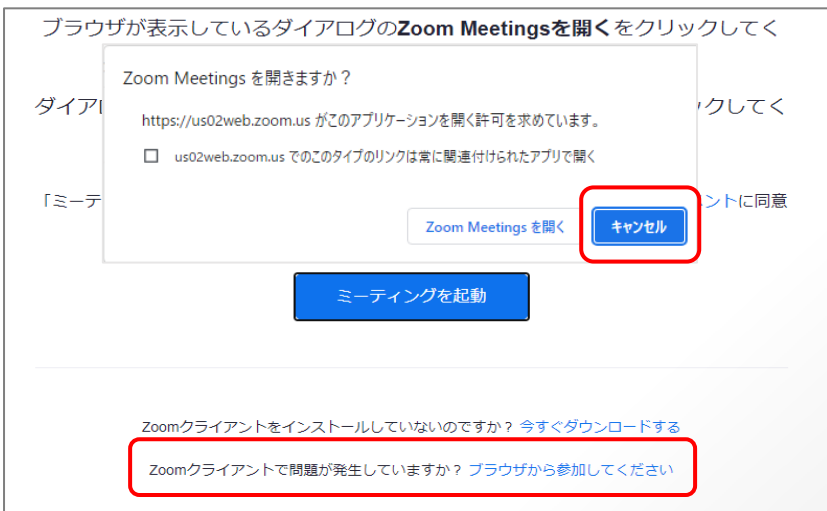 ブラウザが表示しているダイアログのZoom Meetingsを開くをクリックしてく
Zoom Meetings を開きますか？
ダイアロ
ックしてく
https://us02web.zoom.us がこのアプリケーションを開く許可を求めています。
us02web.zoom.us でのこのタイプのリンクは常に関連付けられたアプリで開く
「ミーテ
ントに同意
Zoom Meetings を開く
キャンセル
ミーティングを起動
Zoomクライアントをインストールしていないのですか？ 今すぐダウンロードする
Zoomクライアントで問題が発生していますか？ ブラウザから参加してください